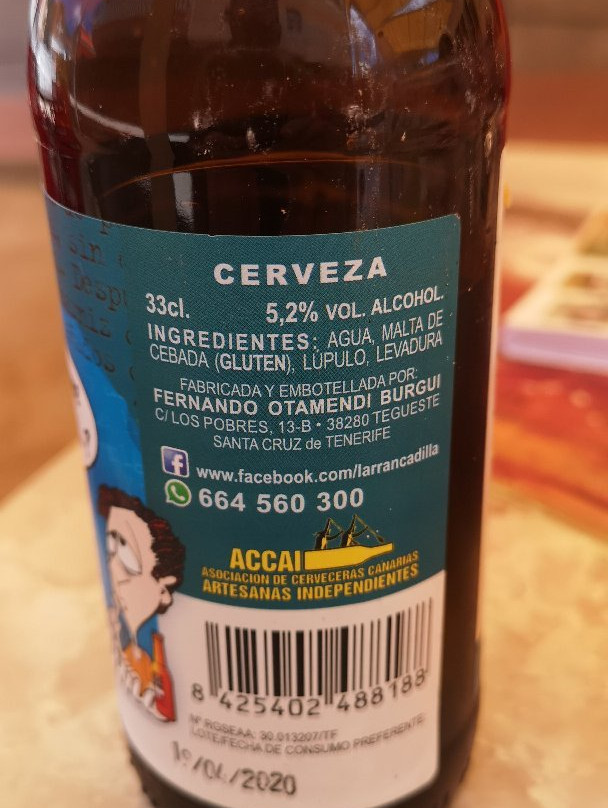 CERVEZA
33cl. 5,2% VOL. ALCOHOL.
INGREDIENTES: AGUA, MALTA DE
CEBADA (GLUTEN), LÚPULO, LEVADURA
FABRICADA Y EMBOTELLADA POR:
FERNANDO OTAMENDI BURGUI
C/ LOS POBRES, 13-B • 38280 TEGUESTE
SANTA CRUZ de TENERIFE
f www.facebook.com/larrancadilla
664 560 300
ACCAI
ASOCIACION DE CERVECERAS CANARIAS
ARTESANAS INDEPENDIENTES
8 425402 488188
Nº RGSEAA: 30.013207/TF
LOTE/FECHA DE CONSUMO PREFERENTE:
19/04/2020
sin